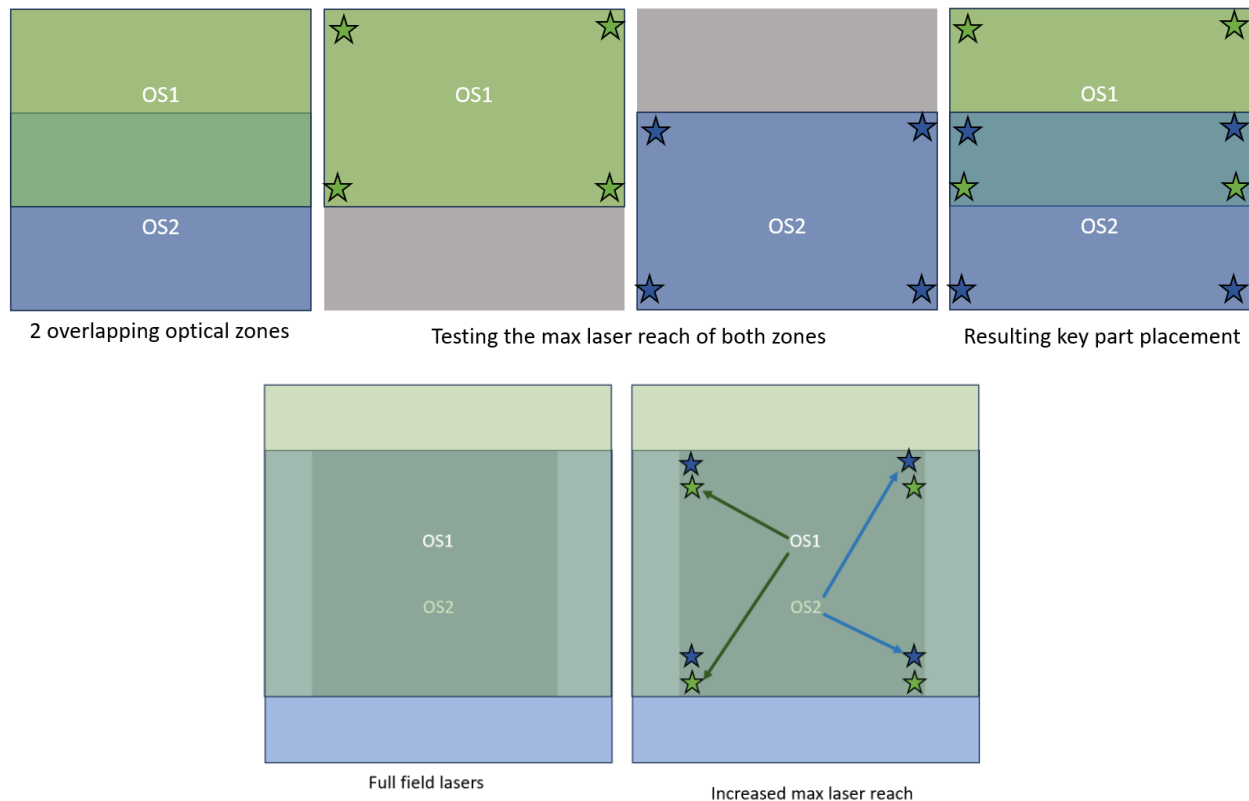 OS1
OS2
OS1
OS2
OS1
OS2
2 overlapping optical zones
Testing the max laser reach of both zones
Resulting key part placement
OS1
OS2
OS1
OS2
Full field lasers
Increased max laser reach